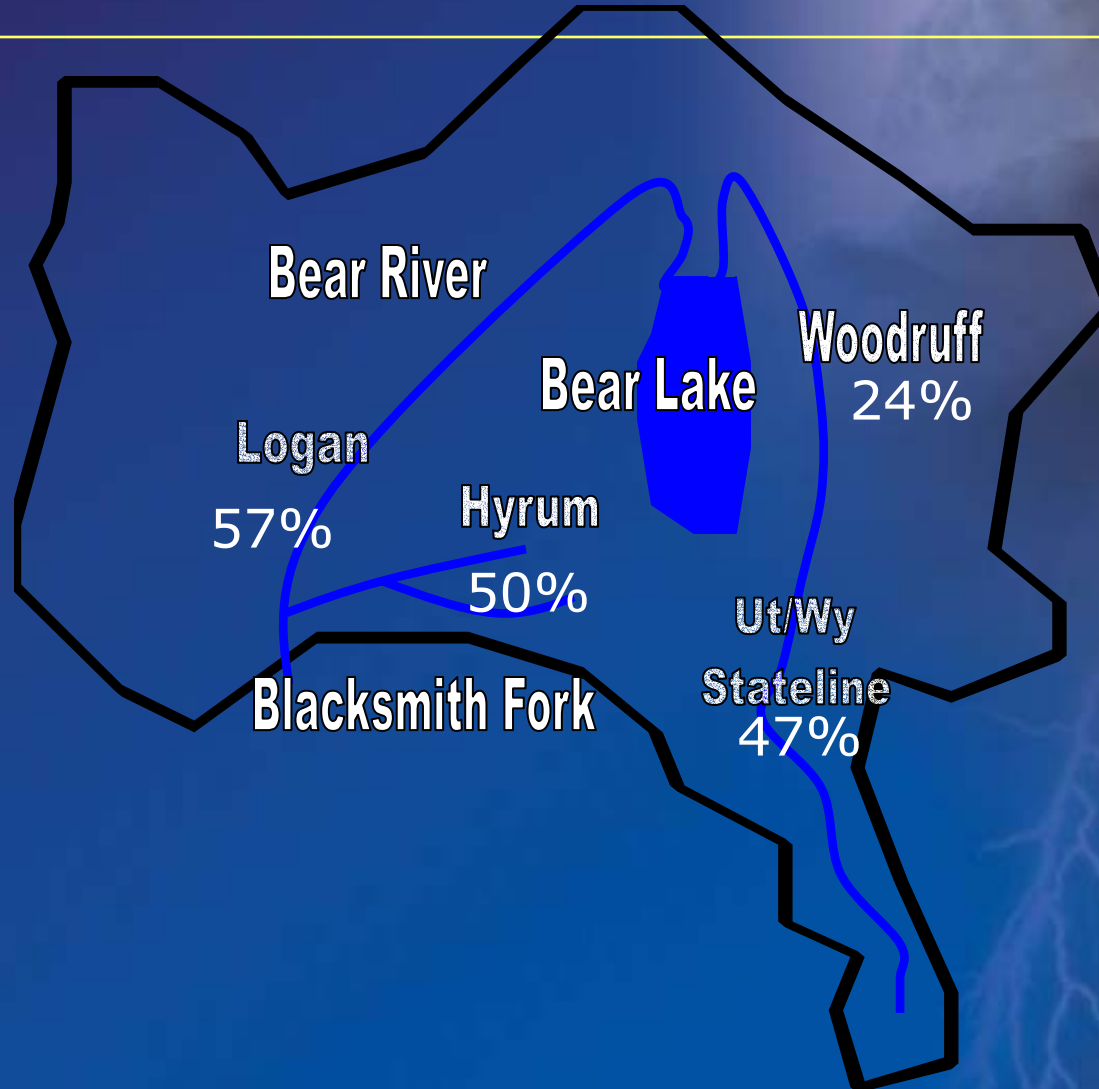 Bear River
Woodruff
24%
Bear Lake
Logan
57%
Hyrum
50%
Ut/Wy
Stateline
47%
Blacksmith Fork